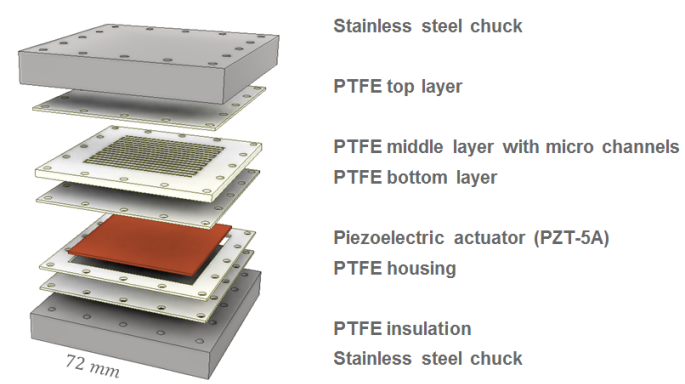 Stainless steel chuck
PTFE top layer
PTFE middle layer with micro channels
PTFE bottom layer
Piezoelectric actuator (PZT-5A)
PTFE housing
PTFE insulation
Stainless steel chuck
72 mm